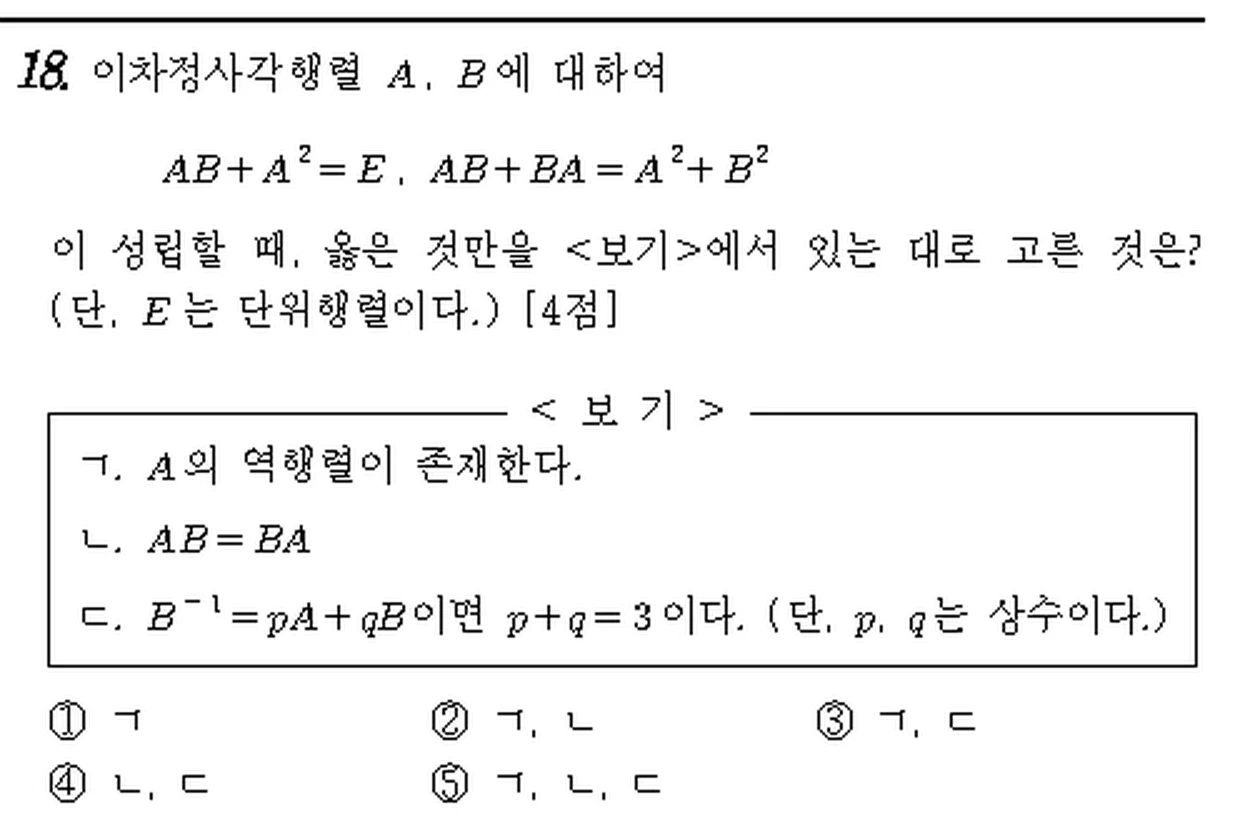 18. 이차정사각행렬 A, B에 대하여
AB+A²=E, AB+BA=A²+B²
이 성립할 때, 옳은 것만을 <보기>에서 있는 대로 고른 것은?
(단, E는 단위행렬이다.) [4점]
< 보 기 >
ㄱ. A의 역행렬이 존재한다.
ㄴ. AB=BA
ㄷ. B⁻¹=pA+qB이면 p+q=3이다. (단, p, q는 상수이다.)
① ㄱ ② ㄱ, ㄴ ③ ㄱ, ㄷ
④ ㄴ, ㄷ ⑤ ㄱ, ㄴ, ㄷ